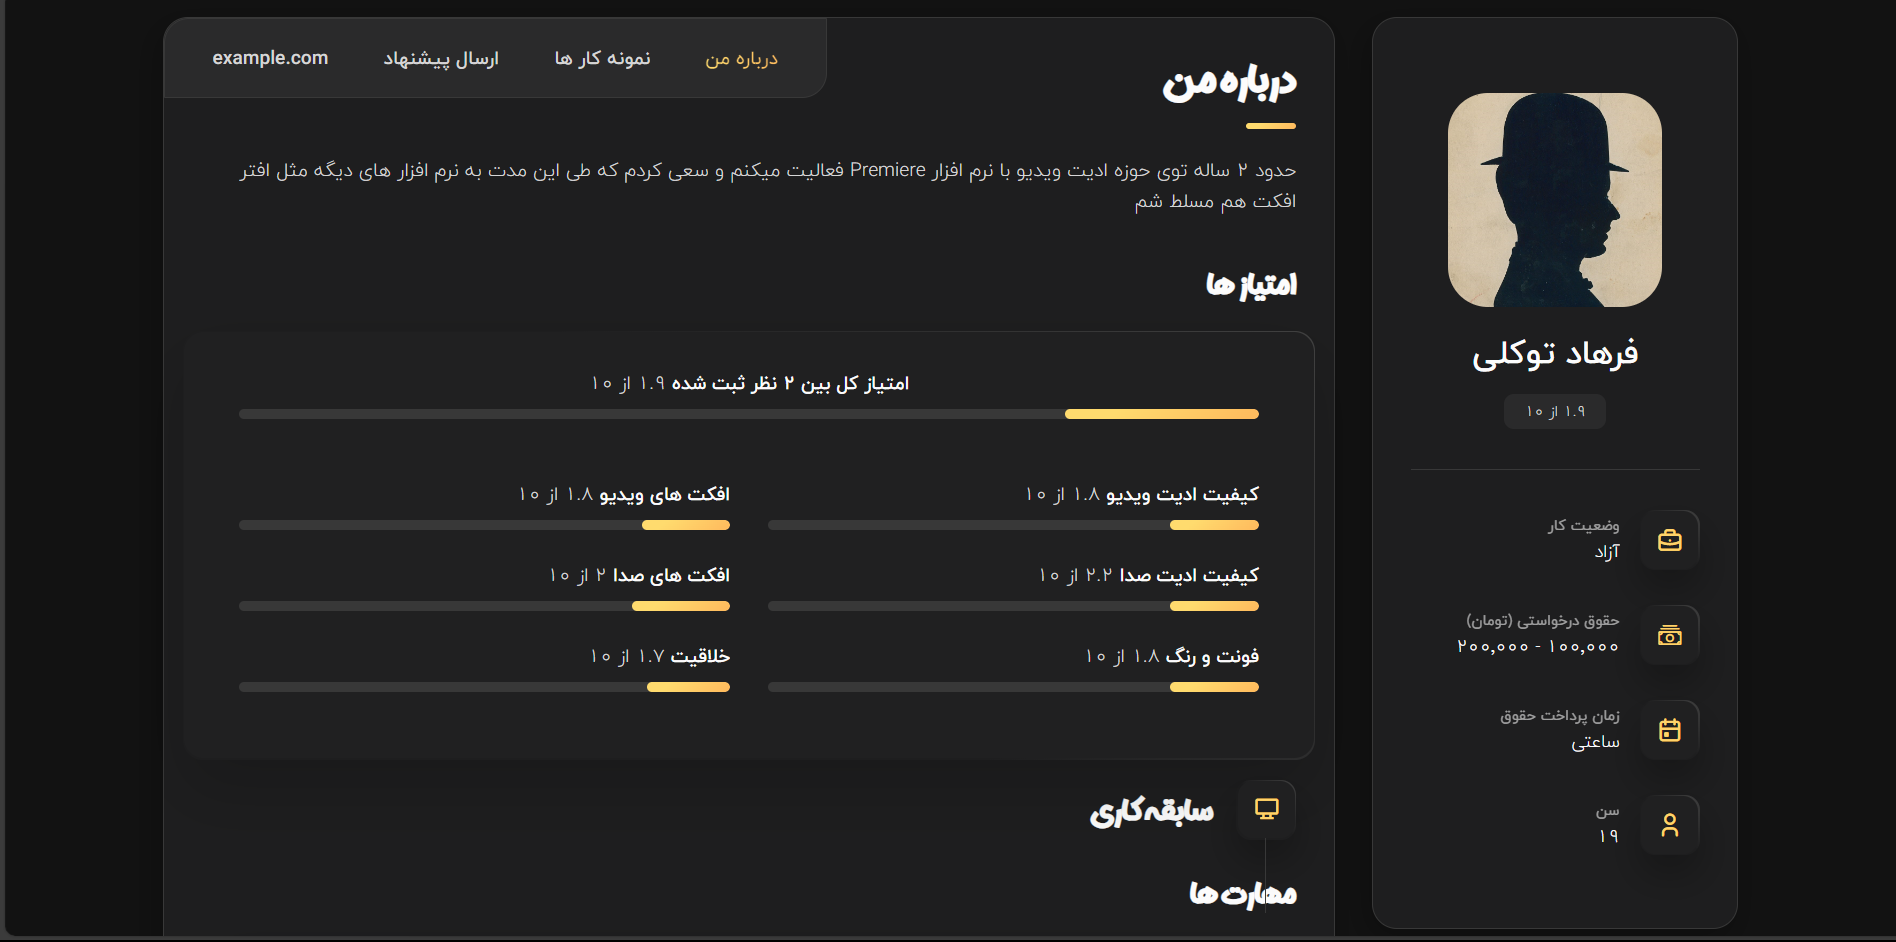 درباره من
نمونه کار ها
ارسال پیشنهاد
example.com
فرهاد توکلی
۱.۹ از ۱۰
وضعیت کار
آزاد
حقوق درخواستی (تومان)
۱۰۰,۰۰۰ - ۲۰۰,۰۰۰
زمان پرداخت حقوق
ساعتی
سن
۱۹
درباره من
حدود ۲ ساله توی حوزه ادیت ویدیو با نرم افزار Premiere فعالیت میکنم و سعی کردم که طی این مدت به نرم افزار های دیگه مثل افتر
افکت هم مسلط شم
امتیاز ها
امتیاز کل بین ۲ نظر ثبت شده ۱.۹ از ۱۰
کیفیت ادیت ویدیو ۱.۸ از ۱۰
افکت های ویدیو ۱.۸ از ۱۰
کیفیت ادیت صدا ۲.۲ از ۱۰
افکت های صدا ۲ از ۱۰
فونت و رنگ ۱.۸ از ۱۰
خلاقیت ۱.۷ از ۱۰
سابقه کاری
مهارت ها